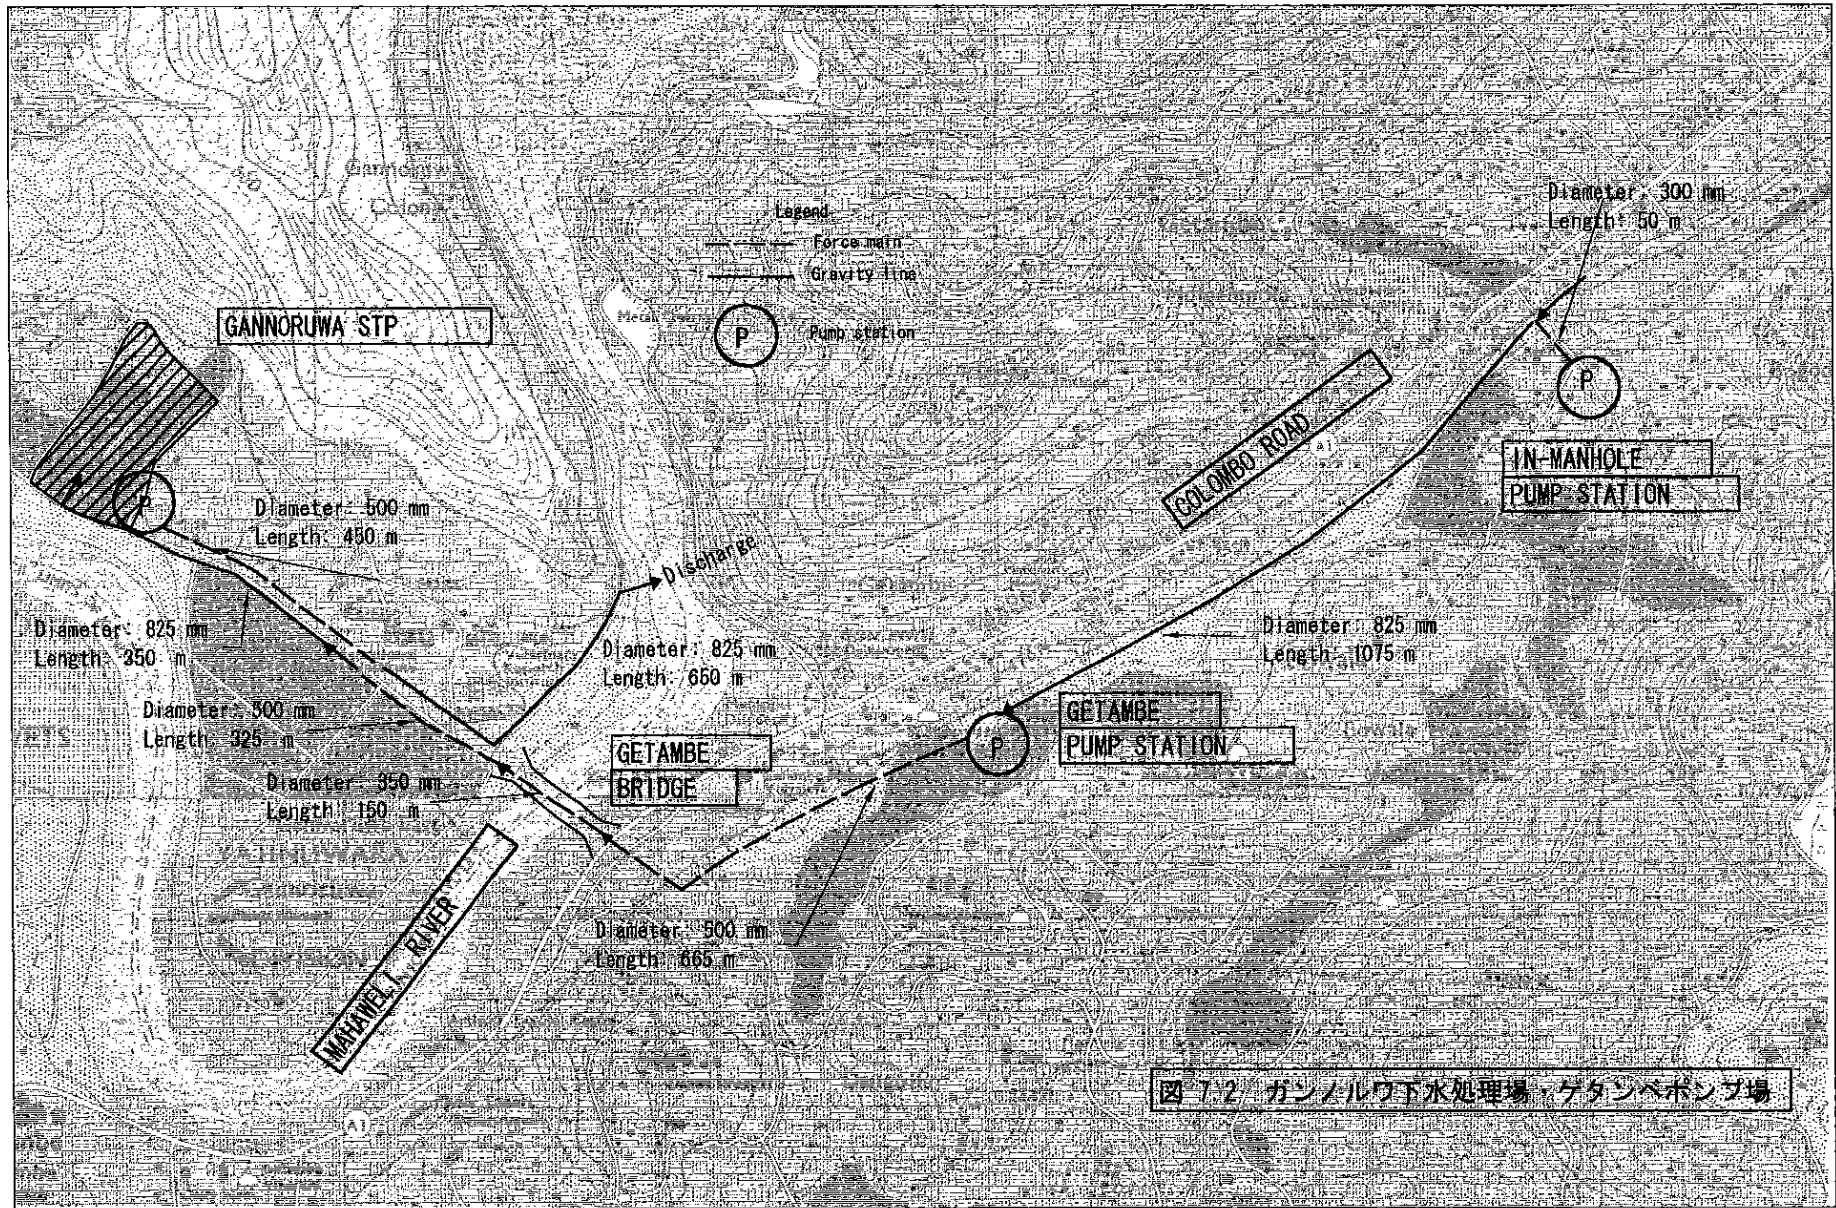 Gannoruwa
Colony
Legend
Force main
Gravity line
P
Pump station
Diameter: 300 mm
Length: 50 m
GANNORUWA STP
P
COLOMBO ROAD
A1
P
IN-MANHOLE
PUMP STATION
Diameter: 500 mm
Length: 450 m
Discharge
Diameter: 825 mm
Length: 350 m
Diameter: 825 mm
Length: 650 m
Diameter: 825 mm
Length: 1075 m
Diameter: 500 mm
Length: 325 m
GETAMBE
PUMP STATION
P
GETAMBE
BRIDGE
Diameter: 350 mm
Length: 150 m
MAHAWELI RIVER
Diameter: 500 mm
Length: 665 m
図 7.2 ガンノルワ下水処理場・ゲタンベポンプ場
A1